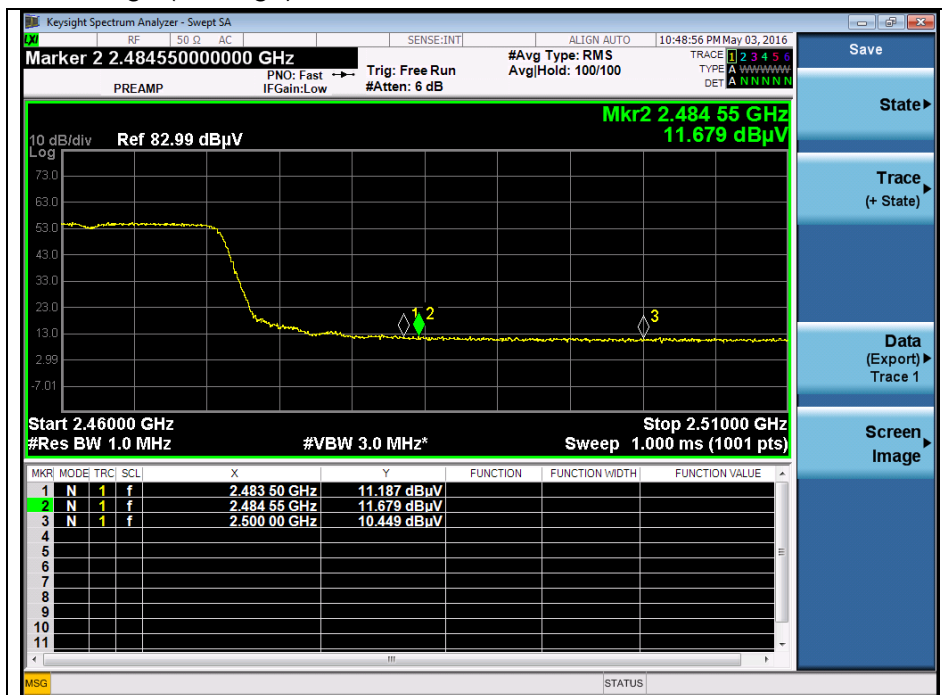 Keysight Spectrum Analyzer - Swept SA
LXI RF 50 Ω AC SENSE:INT ALIGN AUTO 10:48:56 PM May 03, 2016
Marker 2 2.484550000000 GHz
PREAMP
PNO: Fast
IFGain:Low
Trig: Free Run
#Atten: 6 dB
#Avg Type: RMS
Avg|Hold: 100/100
TRACE 1 2 3 4 5 6
TYPE A WWWWW
DET A N N N N N
Mkr2 2.484 55 GHz
11.679 dBµV
10 dB/div Ref 82.99 dBµV
Log
73.0
63.0
53.0
43.0
33.0
23.0
13.0
2.99
-7.01
1 2
3
Start 2.46000 GHz
Stop 2.51000 GHz
#Res BW 1.0 MHz
#VBW 3.0 MHz*
Sweep 1.000 ms (1001 pts)
MKR MODE TRC SCL X Y FUNCTION FUNCTION WIDTH FUNCTION VALUE
1 N 1 f 2.483 50 GHz 11.187 dBµV
2 N 1 f 2.484 55 GHz 11.679 dBµV
3 N 1 f 2.500 00 GHz 10.449 dBµV
4
5
6
7
8
9
10
11
MSG
STATUS
Save
State
Trace
(+ State)
Data
(Export)
Trace 1
Screen
Image